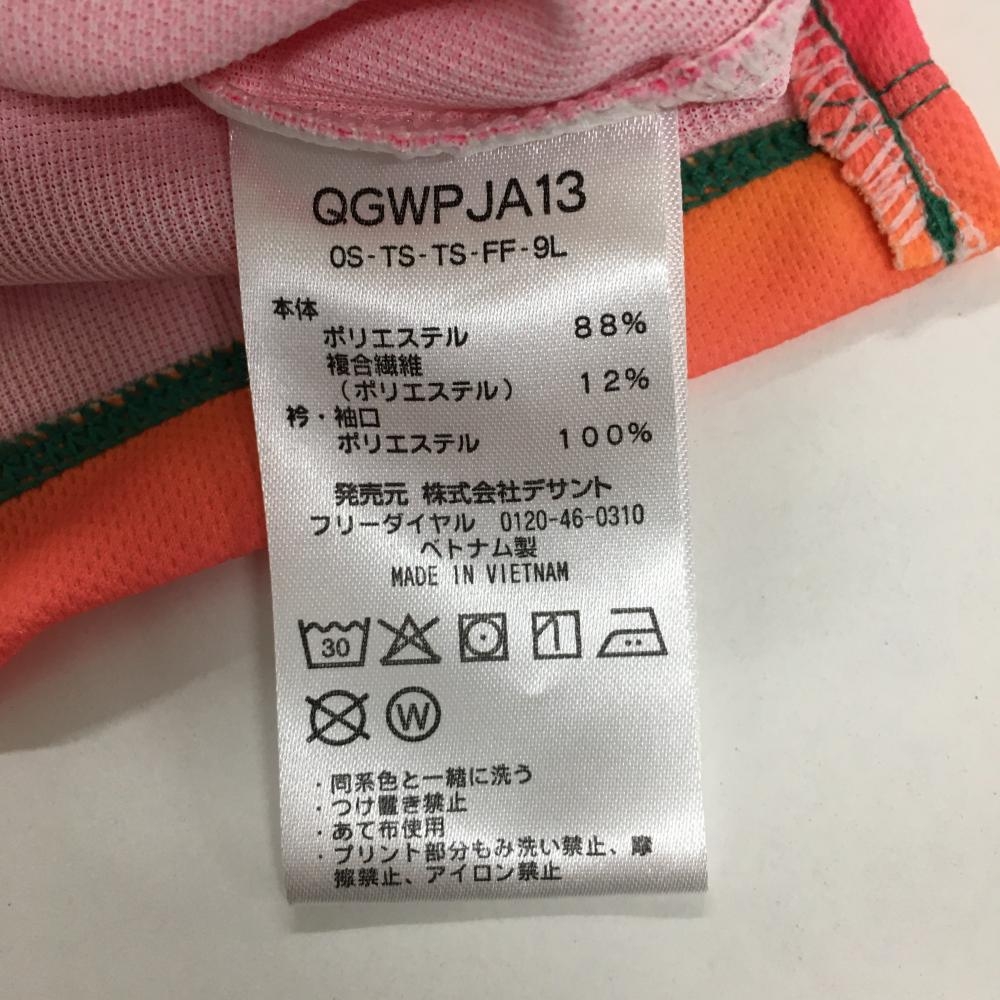 QGWPJA13
OS-TS-TS-FF-9L
本体
ポリエステル 88%
複合繊維
(ポリエステル) 12%
衿・袖口
ポリエステル 100%
発売元 株式会社デサント
フリーダイヤル 0120-46-0310
ベトナム製
MADE IN VIETNAM
30
W
・同系色と一緒に洗う
・つけ置き禁止
・あて布使用
・プリント部分もみ洗い禁止、摩
擦禁止、アイロン禁止